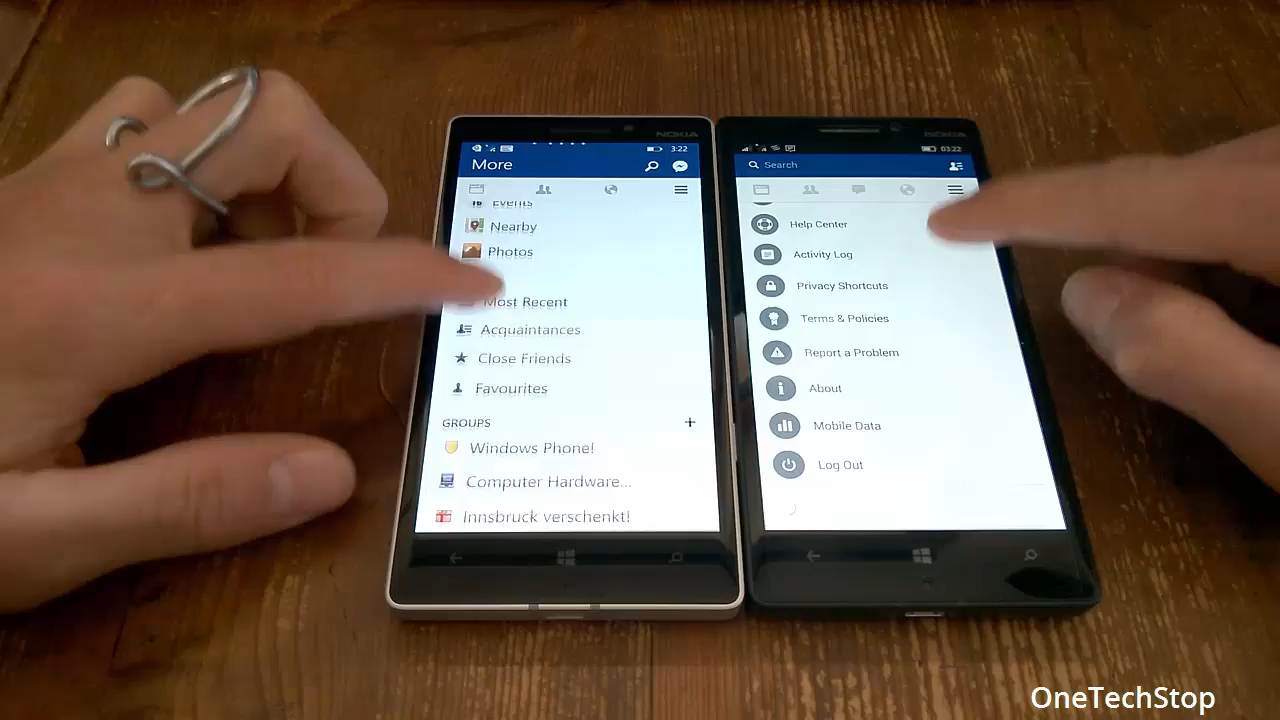 NOKIA
3:22
More
Events
Nearby
Photos
Most Recent
Acquaintances
Close Friends
Favourites
GROUPS
Windows Phone!
Computer Hardware...
Innsbruck verschenkt!
NOKIA
03:22
Search
Help Center
Activity Log
Privacy Shortcuts
Terms & Policies
Report a Problem
About
Mobile Data
Log Out
OneTechStop